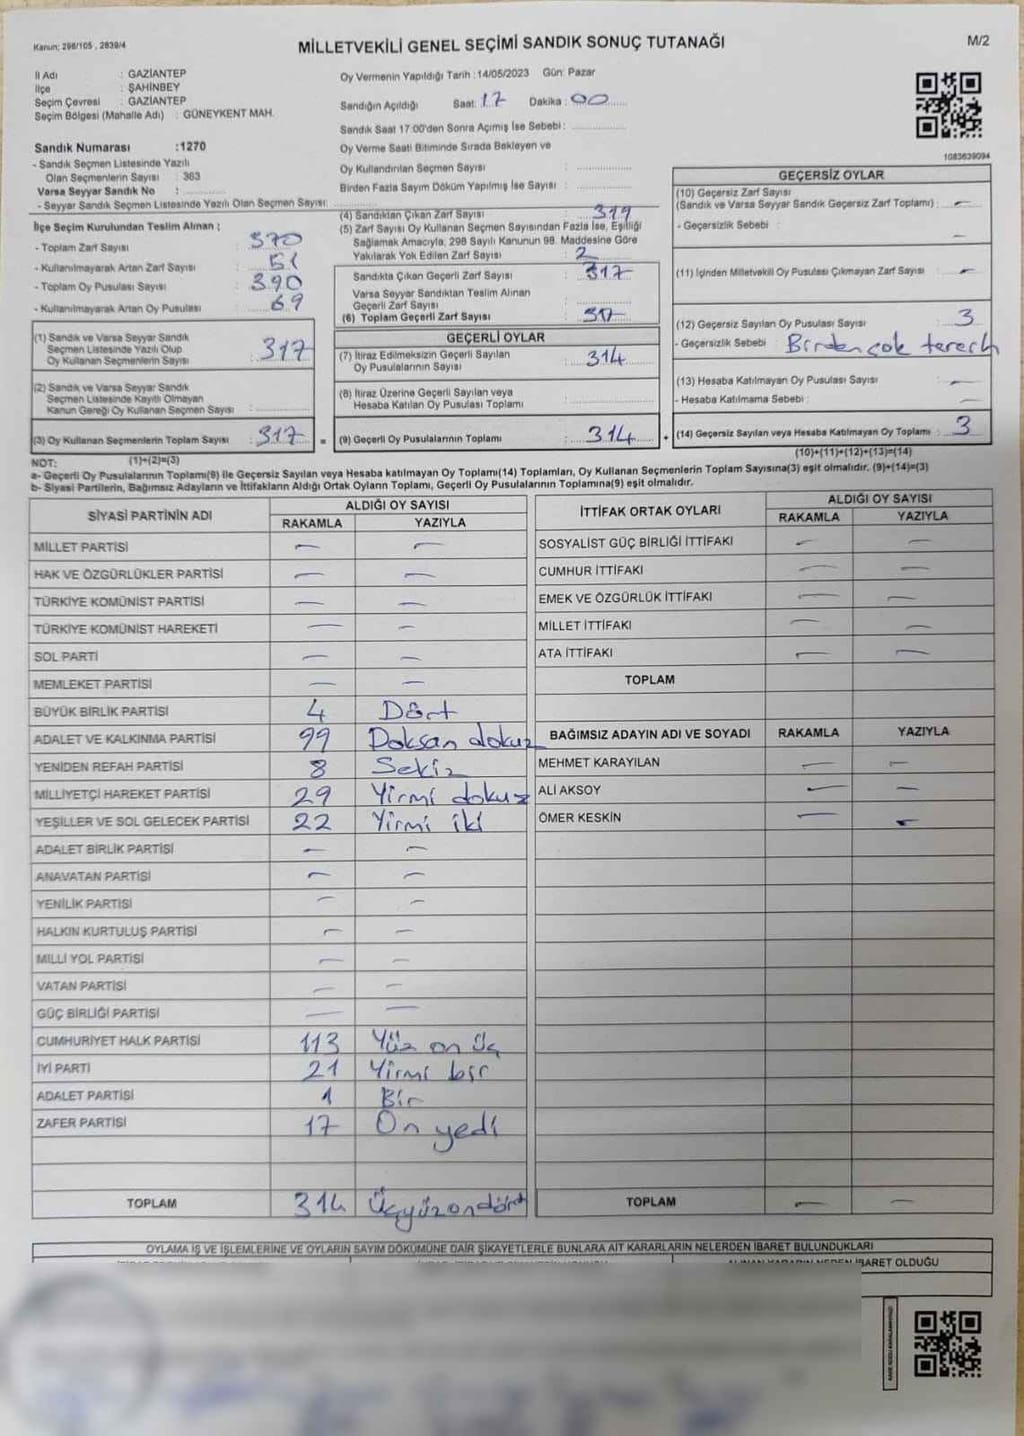 Kanun; 298/105 , 2839/4
MİLLETVEKİLİ GENEL SEÇİMİ SANDIK SONUÇ TUTANAĞI
M/2
İl Adı : GAZİANTEP
İlçe : ŞAHİNBEY
Seçim Çevresi : GAZİANTEP
Seçim Bölgesi (Mahalle Adı) : GÜNEYKENT MAH.
Sandık Numarası :1270
- Sandık Seçmen Listesinde Yazılı
Olan Seçmenlerin Sayısı : 363
Varsa Seyyar Sandık No :
- Seyyar Sandık Seçmen Listesinde Yazılı Olan Seçmen Sayısı:
Oy Vermenin Yapıldığı Tarih :14/05/2023 Gün: Pazar
Sandığın Açıldığı Saat: 17 Dakika : 00
Sandık Saat 17:00'den Sonra Açımış İse Sebebi:
Oy Verme Saati Bitiminde Sırada Bekleyen ve
Oy Kullandırılan Seçmen Sayısı :
Birden Fazla Sayım Döküm Yapılmış İse Sayısı :
1083639094
İlçe Seçim Kurulundan Teslim Alınan ;
- Toplam Zarf Sayısı : 370
- Kullanılmayarak Artan Zarf Sayısı : 51
- Toplam Oy Pusulası Sayısı : 390
- Kullanılmayarak Artan Oy Pusulası : 69
(1) Sandık ve Varsa Seyyar Sandık
Seçmen Listesinde Yazılı Olup
Oy Kullanan Seçmenlerin Sayısı : 317
(2) Sandık ve Varsa Seyyar Sandık
Seçmen Listesinde Kayıtlı Olmayan
Kanun Gereği Oy Kullanan Seçmen Sayısı :
(3) Oy Kullanan Seçmenlerin Toplam Sayısı : 317 =
(1)+(2)=(3)
(4) Sandıktan Çıkan Zarf Sayısı : 319
(5) Zarf Sayısı Oy Kullanan Seçmen Sayısından Fazla İse, Eşitliği
Sağlamak Amacıyla, 298 Sayılı Kanunun 98. Maddesine Göre
Yakılarak Yok Edilen Zarf Sayısı : 2
Sandıkta Çıkan Geçerli Zarf Sayısı : 317
Varsa Seyyar Sandıktan Teslim Alınan
Geçerli Zarf Sayısı :
(6) Toplam Geçerli Zarf Sayısı : 317
GEÇERLİ OYLAR
(7) İtiraz Edilmeksizin Geçerli Sayılan
Oy Pusulalarının Sayısı : 314
(8) İtiraz Üzerine Geçerli Sayılan veya
Hesaba Katılan Oy Pusulası Toplamı :
(9) Geçerli Oy Pusulalarının Toplamı : 314 +
GEÇERSİZ OYLAR
(10) Geçersiz Zarf Sayısı
(Sandık ve Varsa Seyyar Sandık Geçersiz Zarf Toplamı) : -
- Geçersizlik Sebebi : -
(11) İçinden Milletvekili Oy Pusulası Çıkmayan Zarf Sayısı : -
(12) Geçersiz Sayılan Oy Pusulası Sayısı : 3
- Geçersizlik Sebebi : Birden çok tercih
(13) Hesaba Katılmayan Oy Pusulası Sayısı : -
- Hesaba Katılmama Sebebi : -
(14) Geçersiz Sayılan veya Hesaba Katılmayan Oy Toplamı : 3
(10)+(11)+(12)+(13)=(14)
NOT:
a- Geçerli Oy Pusulalarının Toplamı(9) ile Geçersiz Sayılan veya Hesaba katılmayan Oy Toplamı(14) Toplamları, Oy Kullanan Seçmenlerin Toplam Sayısına(3) eşit olmalıdır. (9)+(14)=(3)
b- Siyasi Partilerin, Bağımsız Adayların ve İttifakların Aldığı Ortak Oyların Toplamı, Geçerli Oy Pusulalarının Toplamına(9) eşit olmalıdır.
SİYASİ PARTİNİN ADI ALDIĞI OY SAYISI
RAKAMLA YAZIYLA
MİLLET PARTİSİ - -
HAK VE ÖZGÜRLÜKLER PARTİSİ - -
TÜRKİYE KOMÜNİST PARTİSİ - -
TÜRKİYE KOMÜNİST HAREKETİ - -
SOL PARTİ - -
MEMLEKET PARTİSİ - -
BÜYÜK BİRLİK PARTİSİ 4 Dört
ADALET VE KALKINMA PARTİSİ 99 Doksan dokuz
YENİDEN REFAH PARTİSİ 8 Sekiz
MİLLİYETÇİ HAREKET PARTİSİ 29 Yirmi dokuz
YEŞİLLER VE SOL GELECEK PARTİSİ 22 Yirmi iki
ADALET BİRLİK PARTİSİ - -
ANAVATAN PARTİSİ - -
YENİLİK PARTİSİ - -
HALKIN KURTULUŞ PARTİSİ - -
MİLLİ YOL PARTİSİ - -
VATAN PARTİSİ - -
GÜÇ BİRLİĞİ PARTİSİ - -
CUMHURİYET HALK PARTİSİ 113 Yüz on üç
İYİ PARTİ 21 Yirmi bir
ADALET PARTİSİ 1 Bir
ZAFER PARTİSİ 17 On yedi
TOPLAM 314 Üçyüzondört
İTTİFAK ORTAK OYLARI ALDIĞI OY SAYISI
RAKAMLA YAZIYLA
SOSYALİST GÜÇ BİRLİĞİ İTTİFAKI - -
CUMHUR İTTİFAKI - -
EMEK VE ÖZGÜRLÜK İTTİFAKI - -
MİLLET İTTİFAKI - -
ATA İTTİFAKI - -
TOPLAM
BAĞIMSIZ ADAYIN ADI VE SOYADI RAKAMLA YAZIYLA
MEHMET KARAYILAN - -
ALİ AKSOY - -
ÖMER KESKİN - -
TOPLAM - -
OYLAMA İŞ VE İŞLEMLERİNE VE OYLARIN SAYIM DÖKÜMÜNE DAİR ŞİKAYETLERLE BUNLARA AİT KARARLARIN NELERDEN İBARET BULUNDUKLARI
ALINAN KARARIN NEDEN İBARET OLDUĞU